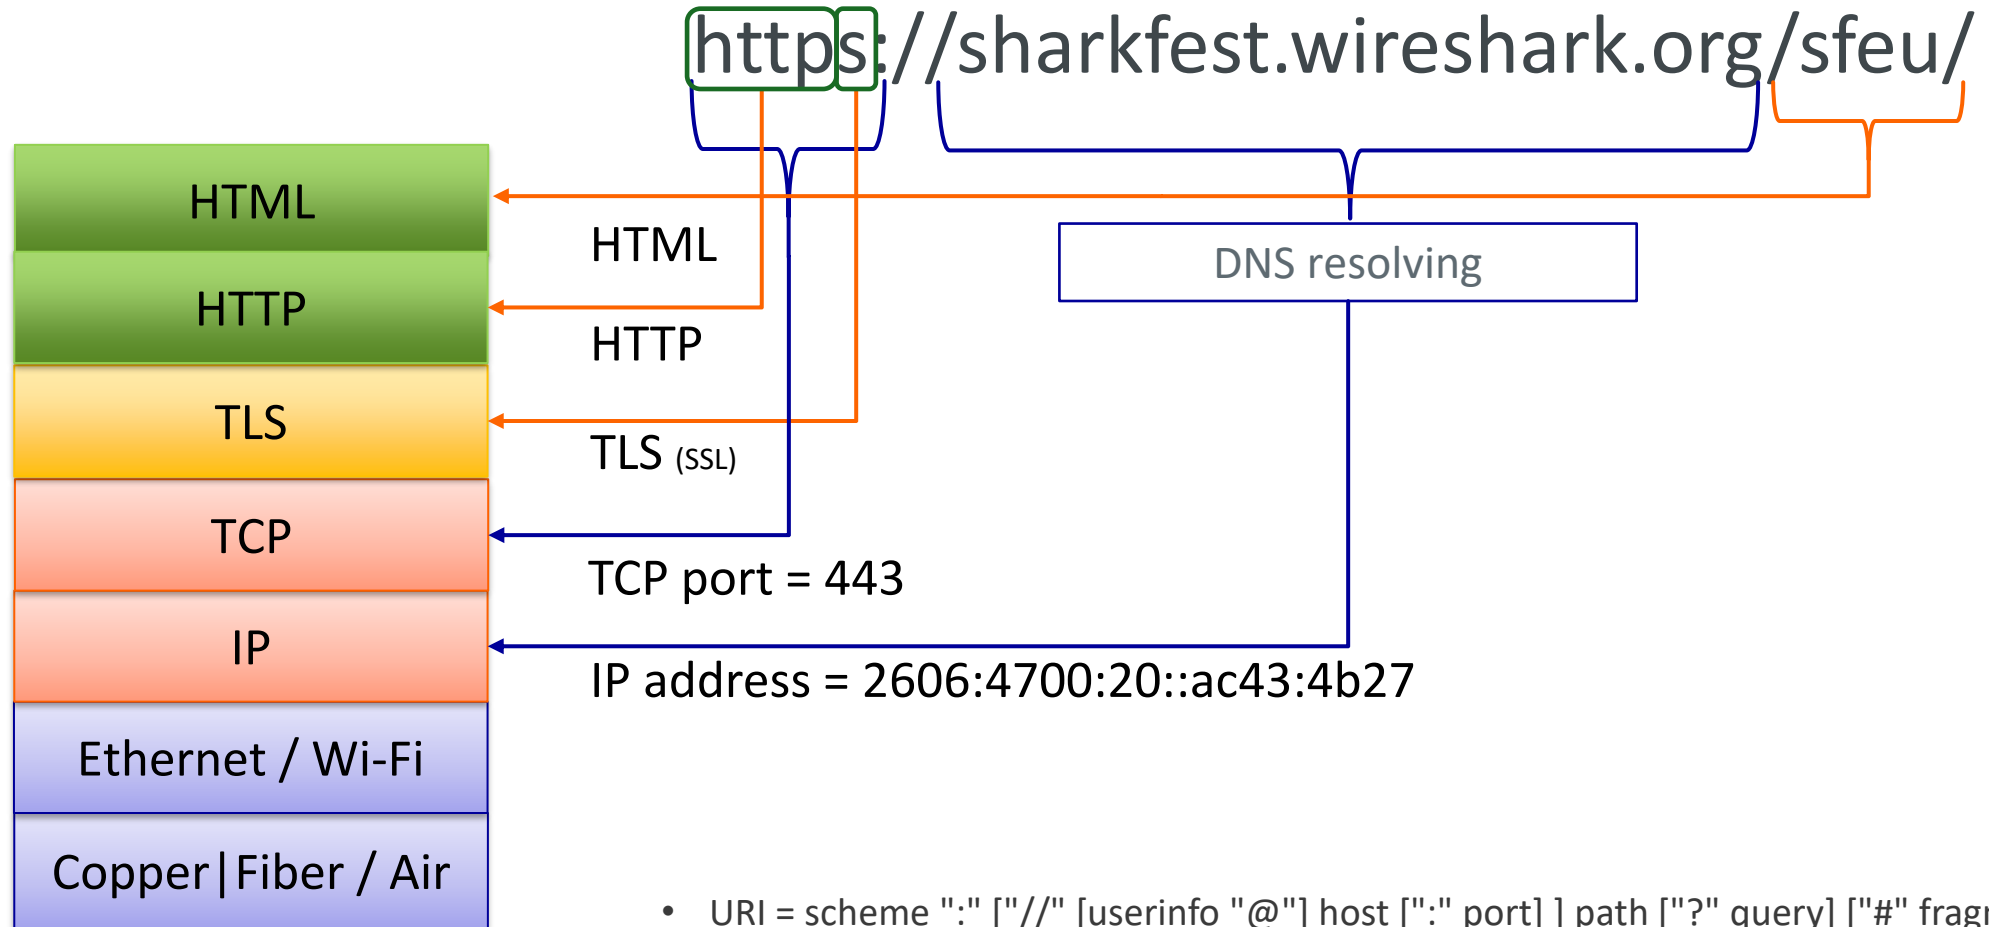 https://sharkfest.wireshark.org/sfeu/
HTML
HTML
DNS resolving
HTTP
HTTP
TLS
TLS (SSL)
TCP
TCP port = 443
IP
IP address = 2606:4700:20::ac43:4b27
Ethernet / Wi-Fi
Copper|Fiber / Air
• URI = scheme ":" ["//" [userinfo "@"] host [":" port] ] path ["?" query] ["#"